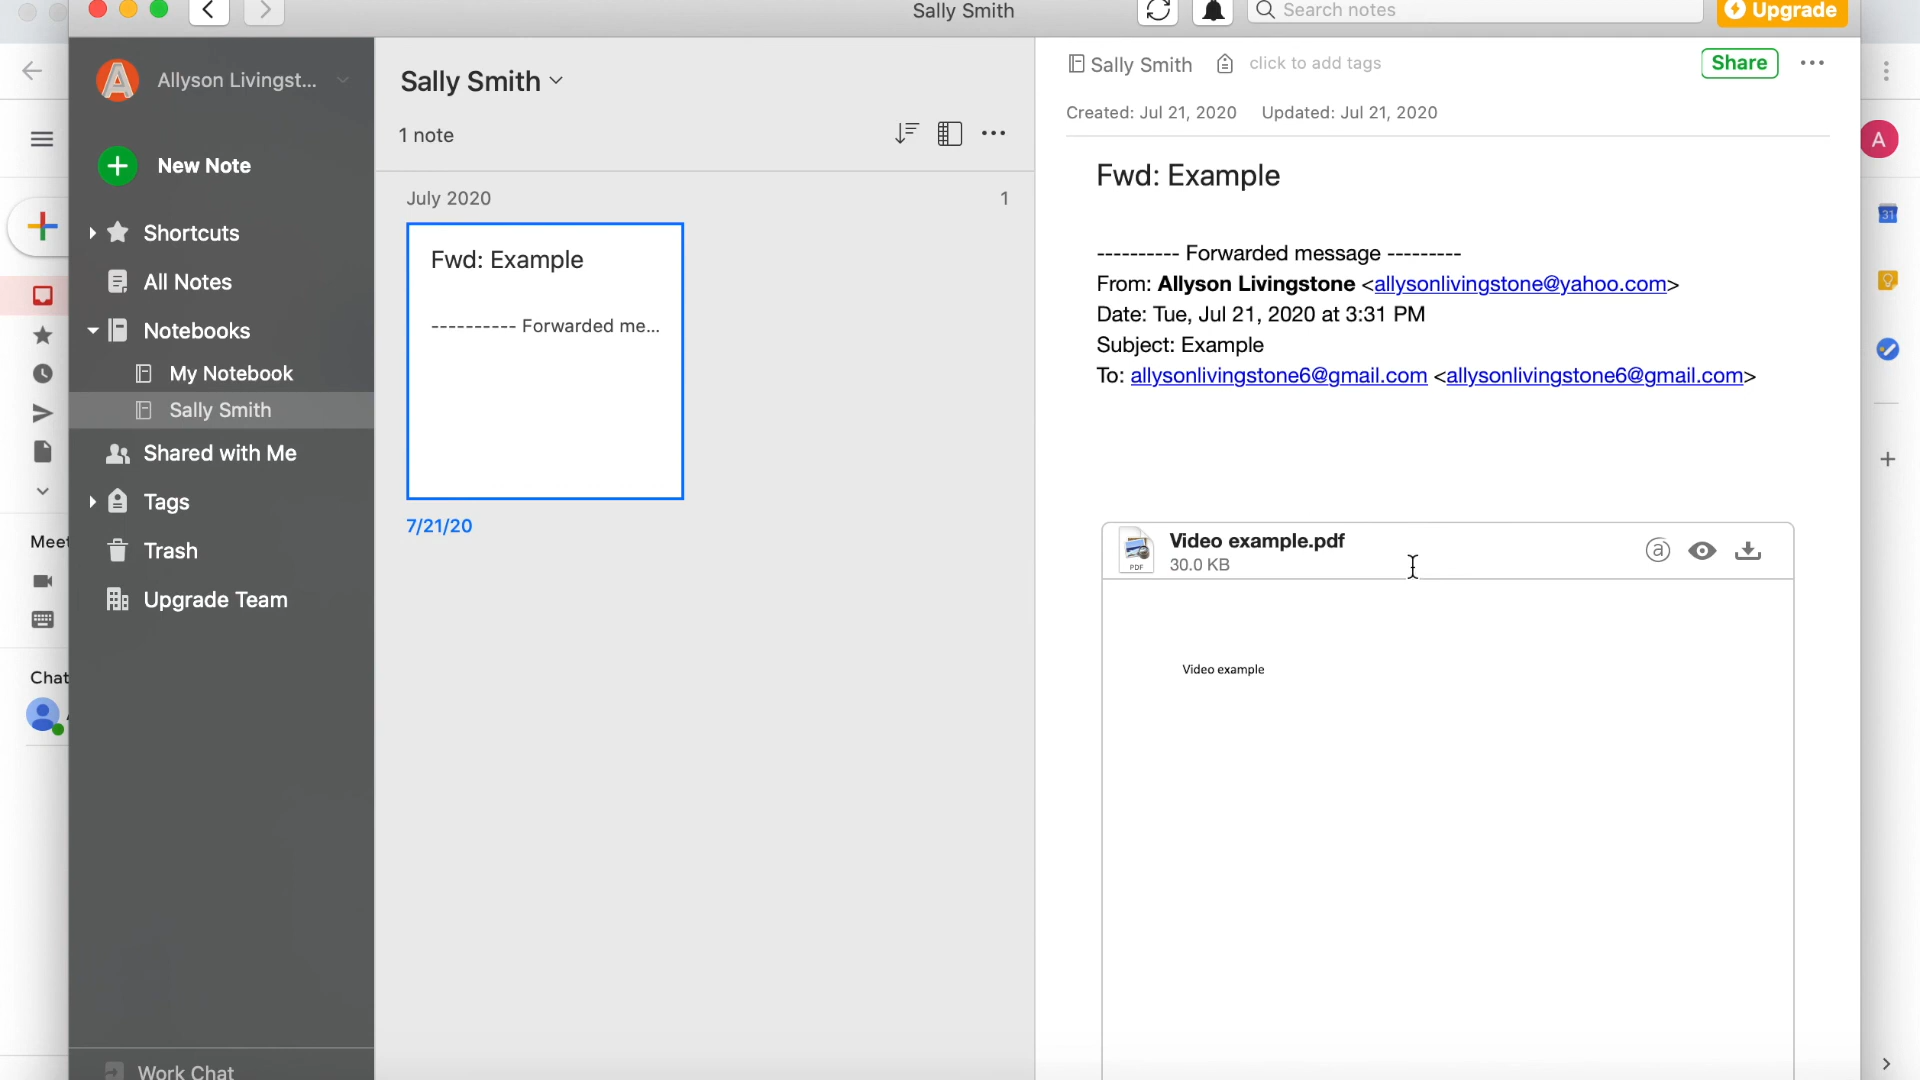 Sally Smith
Search notes
Upgrade
Allyson Livingst...
New Note
Shortcuts
All Notes
Notebooks
My Notebook
Sally Smith
Shared with Me
Tags
Trash
Upgrade Team
Work Chat
Meet
Chat
Sally Smith
1 note
July 2020
1
Fwd: Example
---------- Forwarded me...
7/21/20
Sally Smith
click to add tags
Share
Created: Jul 21, 2020
Updated: Jul 21, 2020
Fwd: Example
---------- Forwarded message ---------
From: Allyson Livingstone <allysonlivingstone@yahoo.com>
Date: Tue, Jul 21, 2020 at 3:31 PM
Subject: Example
To: allysonlivingstone6@gmail.com <allysonlivingstone6@gmail.com>
PDF
Video example.pdf
30.0 KB
a
Video example
A
31